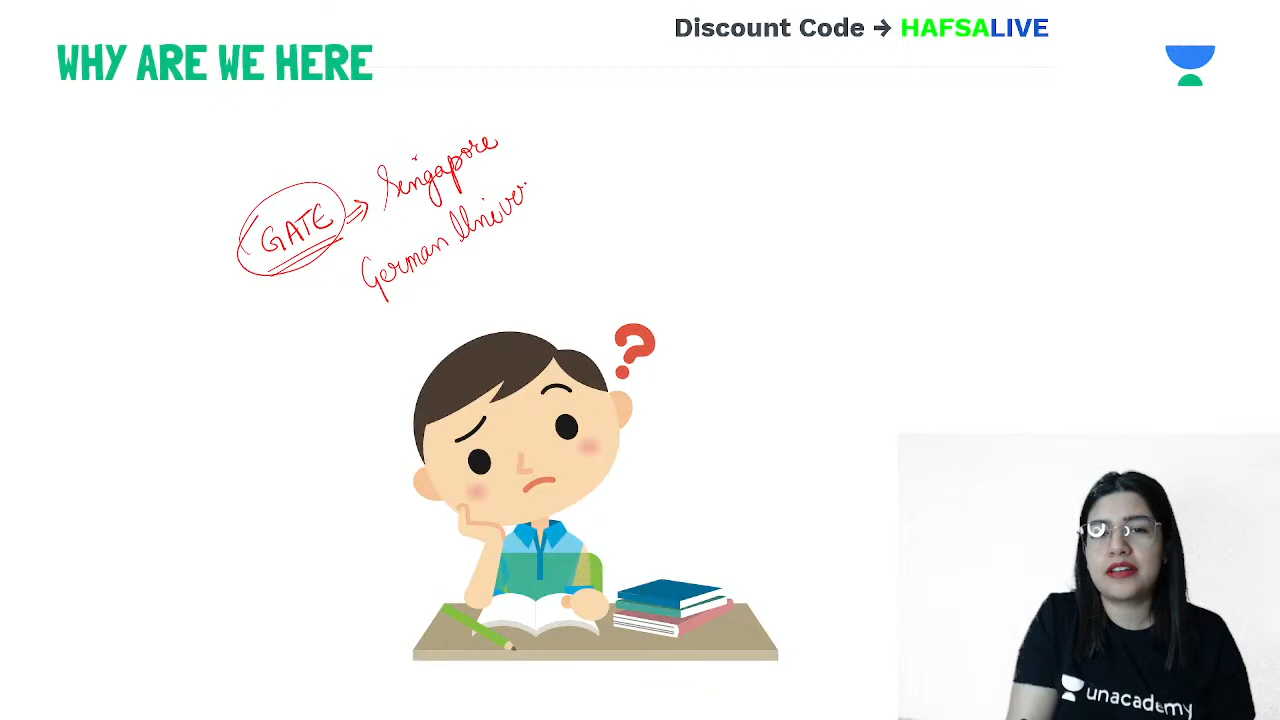 Discount Code → HAFSALIVE
WHY ARE WE HERE
GATE ⇒ Singapore
German Univer.
?
unacademy